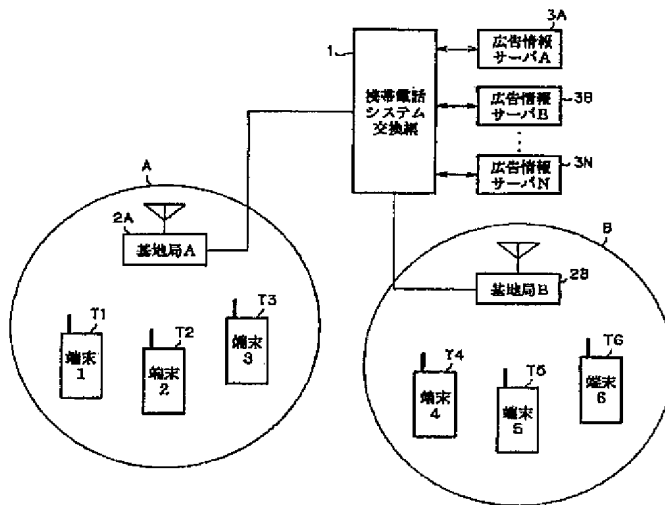 3A
1
広告情報
サーバA
携帯電話
システム
交換網
3B
広告情報
サーバB
3N
広告情報
サーバN
A
2A
基地局A
B
2B
基地局B
T1
端末
1
T2
端末
2
T3
端末
3
T4
端末
4
T5
端末
5
T6
端末
6